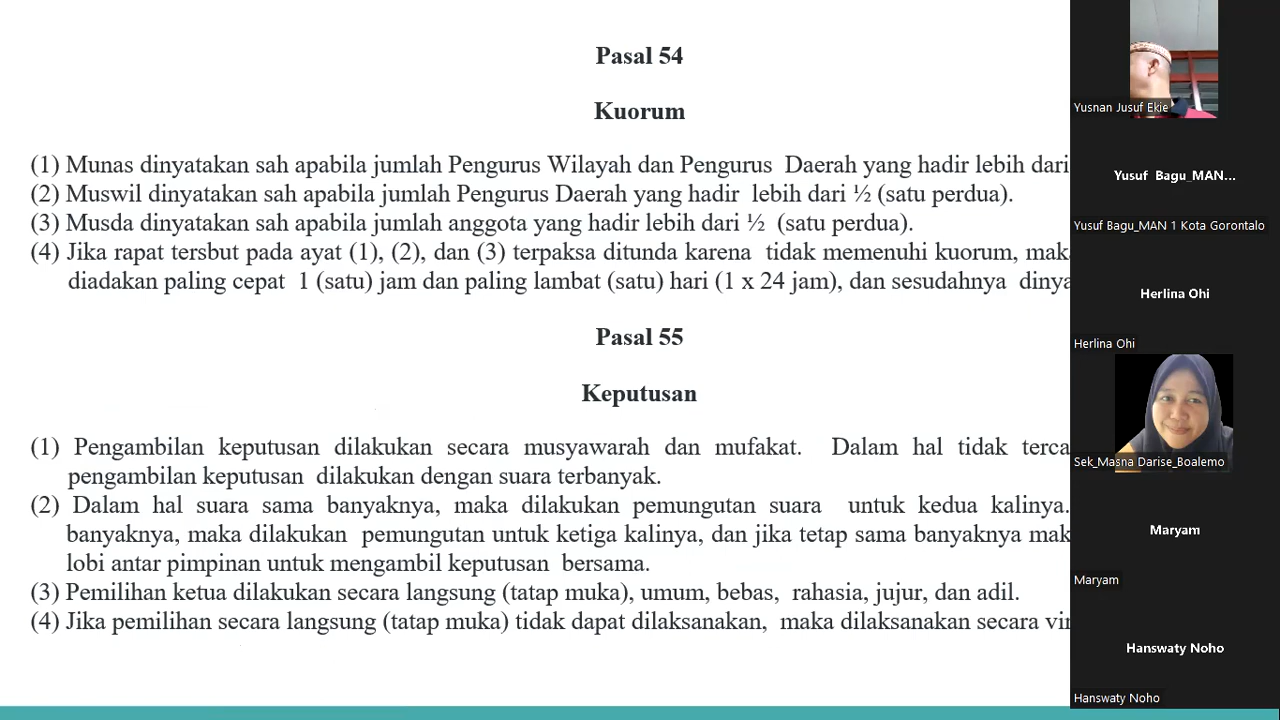 Pasal 54
Kuorum
(1) Munas dinyatakan sah apabila jumlah Pengurus Wilayah dan Pengurus Daerah yang hadir lebih dari
(2) Muswil dinyatakan sah apabila jumlah Pengurus Daerah yang hadir lebih dari ½ (satu perdua).
(3) Musda dinyatakan sah apabila jumlah anggota yang hadir lebih dari ½ (satu perdua).
(4) Jika rapat tersbut pada ayat (1), (2), dan (3) terpaksa ditunda karena tidak memenuhi kuorum,
diadakan paling cepat 1 (satu) jam dan paling lambat (satu) hari (1 x 24 jam), dan sesudahnya
Pasal 55
Keputusan
(1) Pengambilan keputusan dilakukan secara musyawarah dan mufakat. Dalam hal tidak
pengambilan keputusan dilakukan dengan suara terbanyak.
(2) Dalam hal suara sama banyaknya, maka dilakukan pemungutan suara untuk kedua kalinya.
banyaknya, maka dilakukan pemungutan untuk ketiga kalinya, dan jika tetap sama banyaknya
lobi antar pimpinan untuk mengambil keputusan bersama.
(3) Pemilihan ketua dilakukan secara langsung (tatap muka), umum, bebas, rahasia, jujur, dan adil.
(4) Jika pemilihan secara langsung (tatap muka) tidak dapat dilaksanakan, maka dilaksanakan secara
Yusnan Jusuf Ekie
Yusuf Bagu_MAN...
Yusuf Bagu_MAN 1 Kota Gorontalo
Herlina Ohi
Herlina Ohi
Sek_Masna Darise_Boalemo
Maryam
Maryam
Hanswaty Noho
Hanswaty Noho